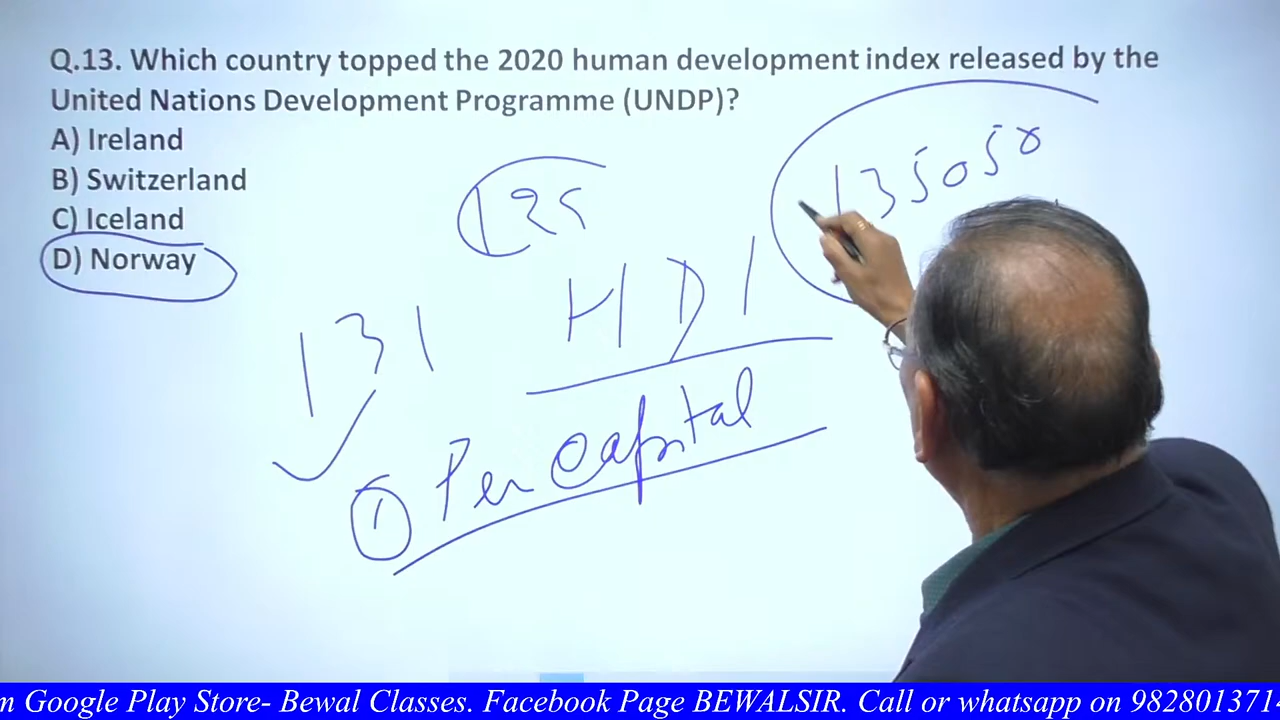 Q.13. Which country topped the 2020 human development index released by the
United Nations Development Programme (UNDP)?
A) Ireland
B) Switzerland
C) Iceland
D) Norway
135058
HDI
131
① Per Capital
n Google Play Store- Bewal Classes. Facebook Page BEWALSIR. Call or whatsapp on 982801371